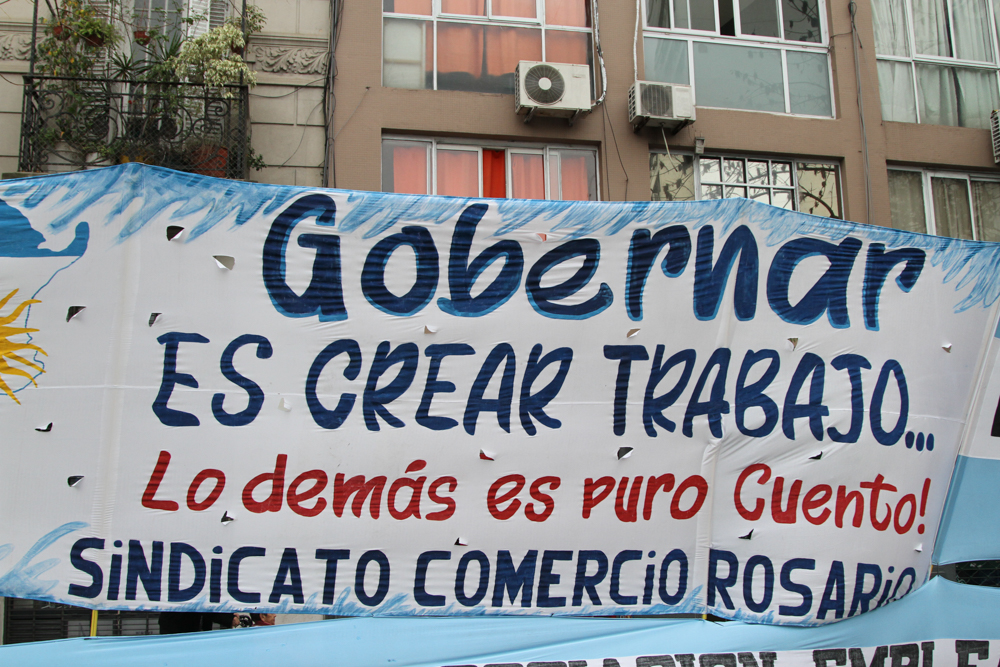 Gobernar
ES CREAR TRABAJO...
Lo demás es puro Cuento!
SiNDiCATO COMERCiO ROSARiO